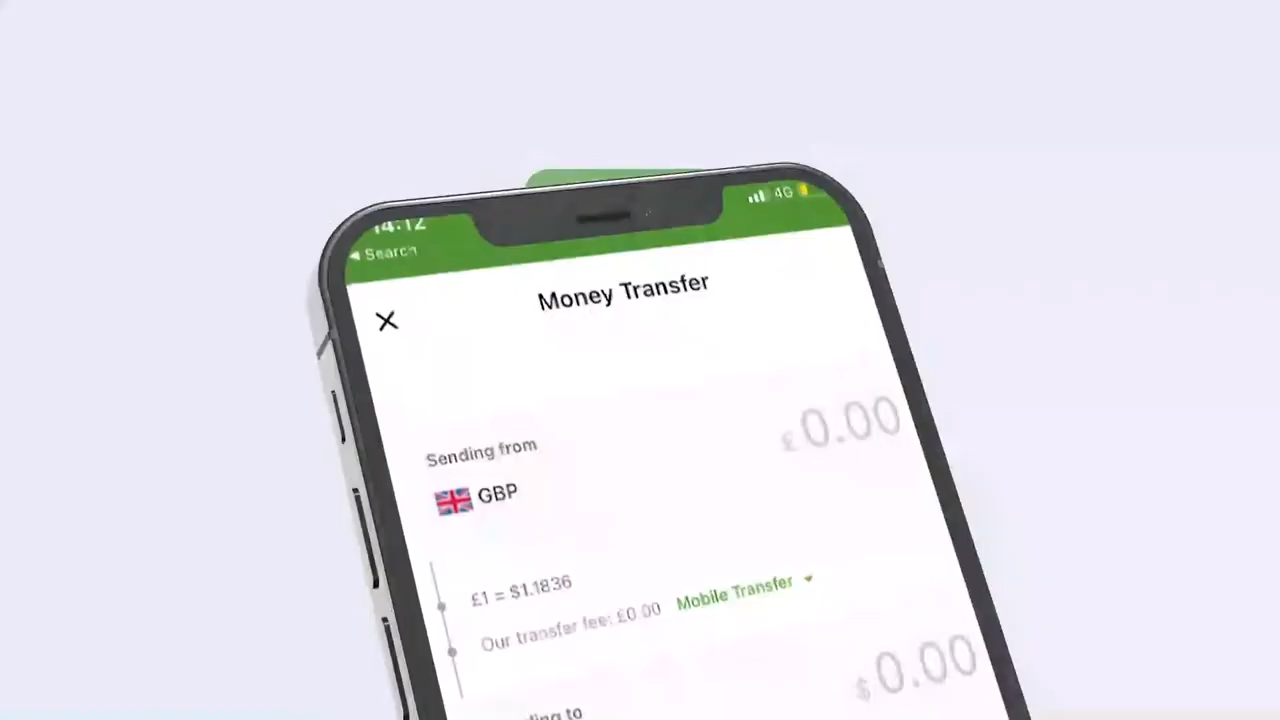 14:12
4G
◀ Search
Money Transfer
Sending from
£0.00
GBP
£1 = $1.1836
Our transfer fee: £0.00 Mobile Transfer
$0.00
to